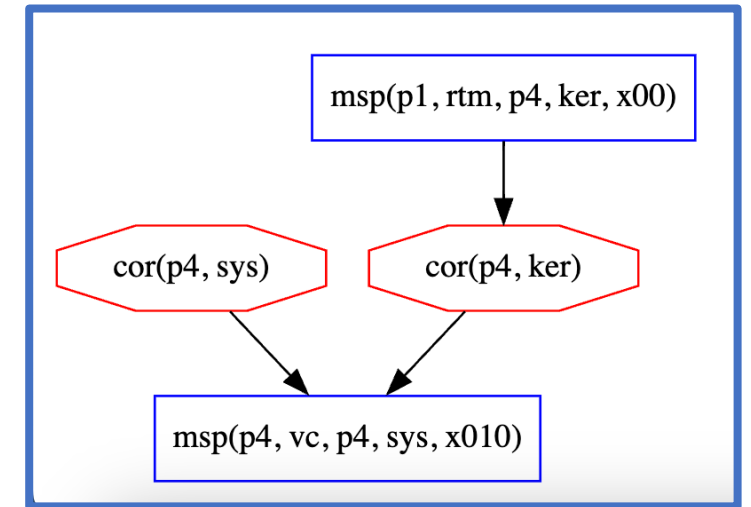 msp(p1, rtm, p4, ker, x00)
cor(p4, sys)
cor(p4, ker)
msp(p4, vc, p4, sys, x010)